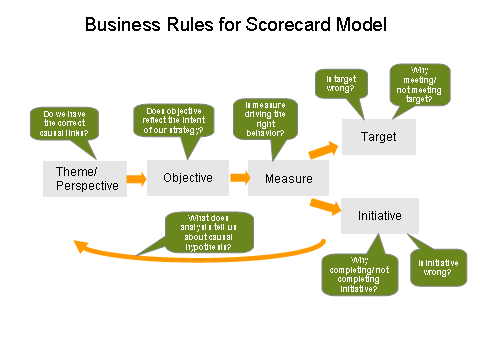 Business Rules for Scorecard Model
Why
meeting/
not meeting
target?
Is target
wrong?
Is measure
driving the
right
behavior?
Does objective
reflect the intent
of our strategy?
Do we have
the correct
causal links?
Target
Theme/
Perspective
Objective
Measure
Initiative
What does
analysis tell us
about causal
hypothesis?
Why
completing/not
completing
initiative?
Is initiative
wrong?